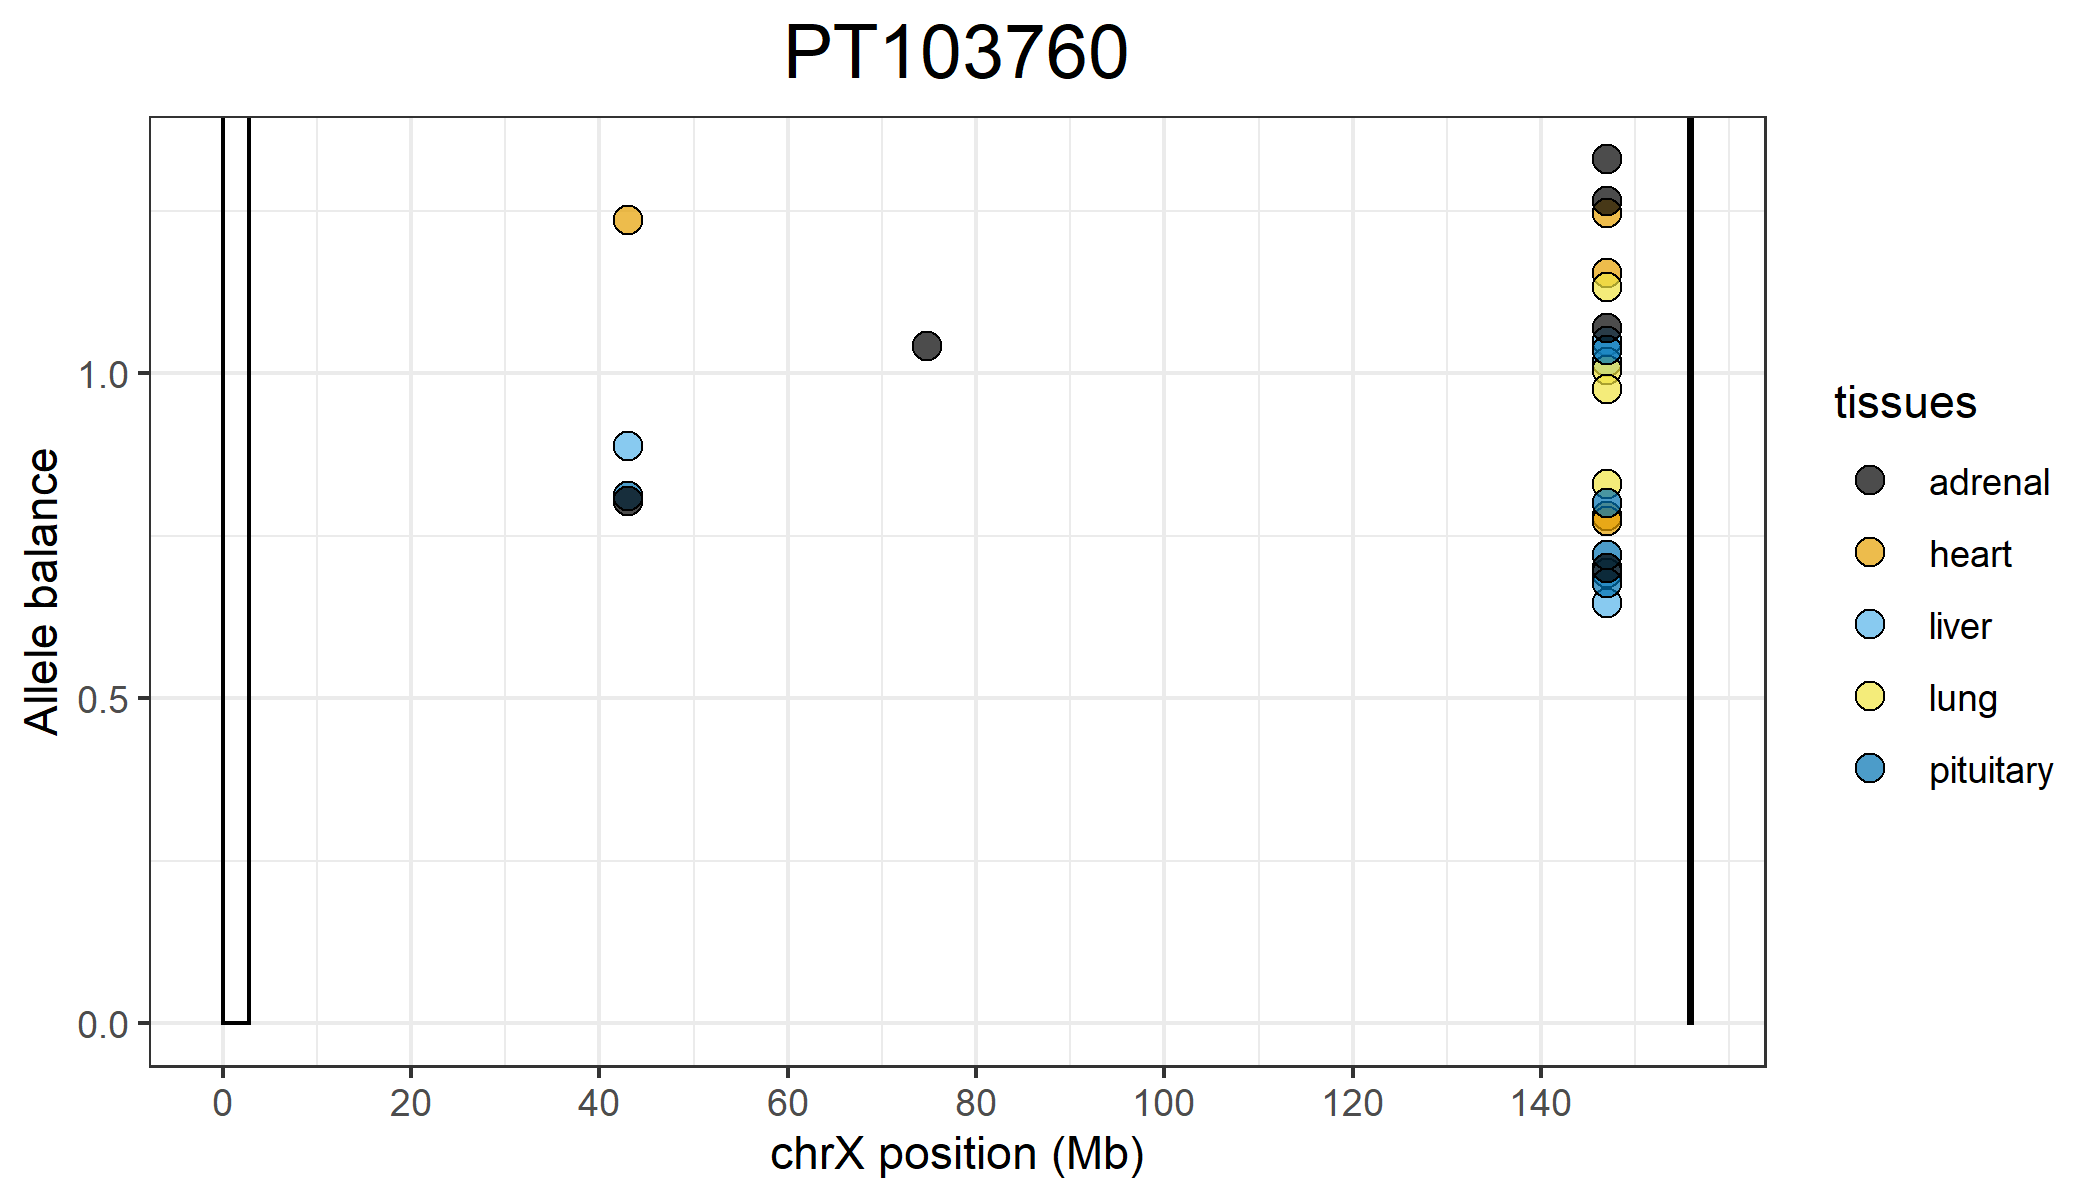 PT103760
Allele balance
1.0
0.5
0.0
0 20 40 60 80 100 120 140
chrX position (Mb)
tissues
adrenal
heart
liver
lung
pituitary